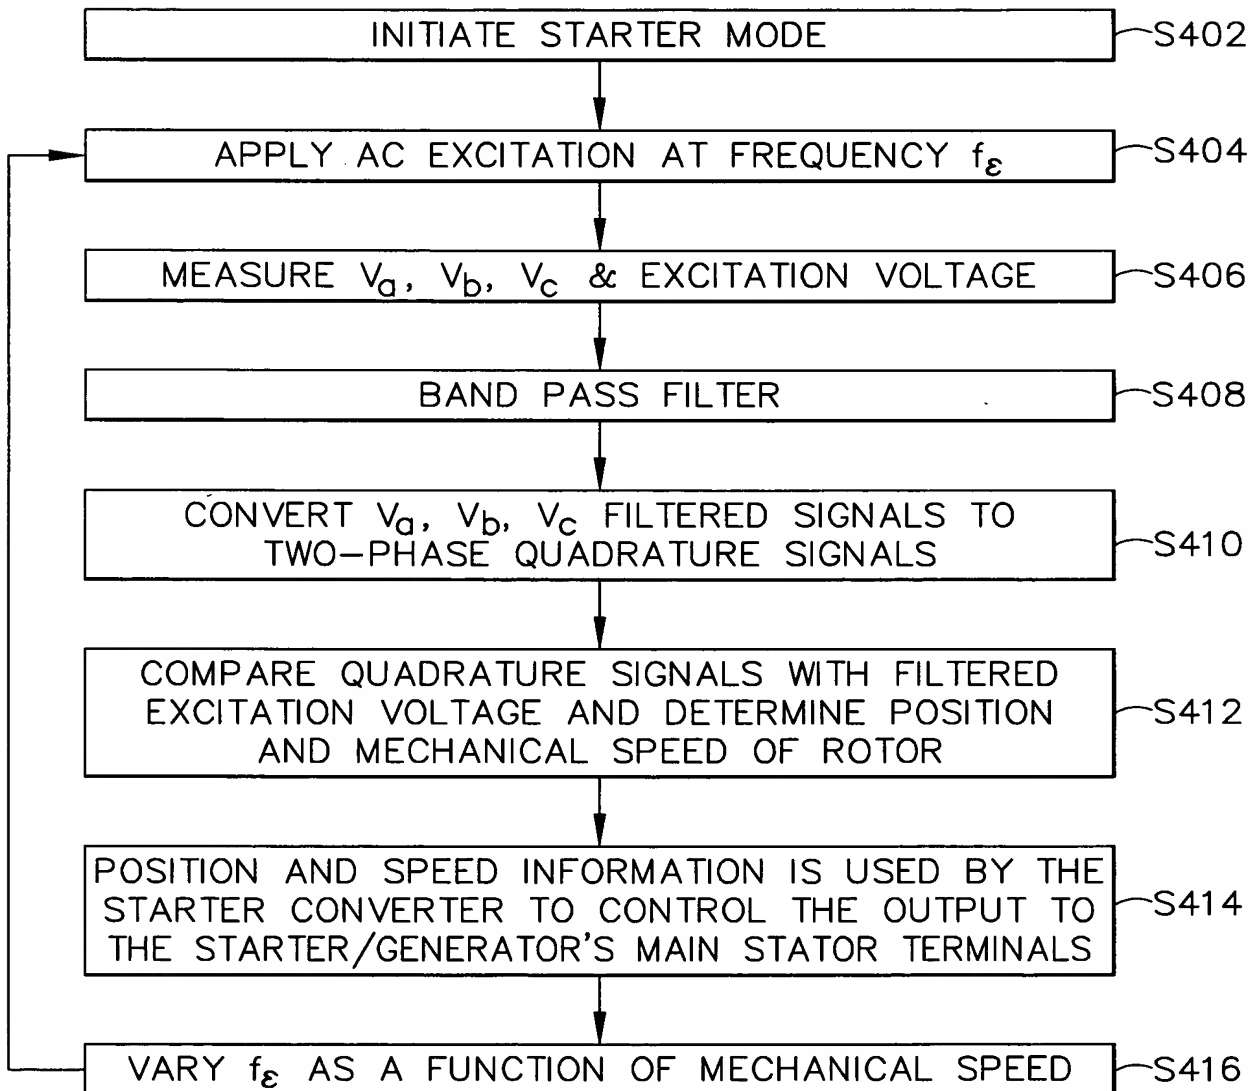 INITIATE STARTER MODE
S402
APPLY AC EXCITATION AT FREQUENCY fε
S404
MEASURE Va, Vb, Vc & EXCITATION VOLTAGE
S406
BAND PASS FILTER
S408
CONVERT Va, Vb, Vc FILTERED SIGNALS TO
TWO-PHASE QUADRATURE SIGNALS
S410
COMPARE QUADRATURE SIGNALS WITH FILTERED
EXCITATION VOLTAGE AND DETERMINE POSITION
AND MECHANICAL SPEED OF ROTOR
S412
POSITION AND SPEED INFORMATION IS USED BY THE
STARTER CONVERTER TO CONTROL THE OUTPUT TO
THE STARTER/GENERATOR'S MAIN STATOR TERMINALS
S414
VARY fε AS A FUNCTION OF MECHANICAL SPEED
S416